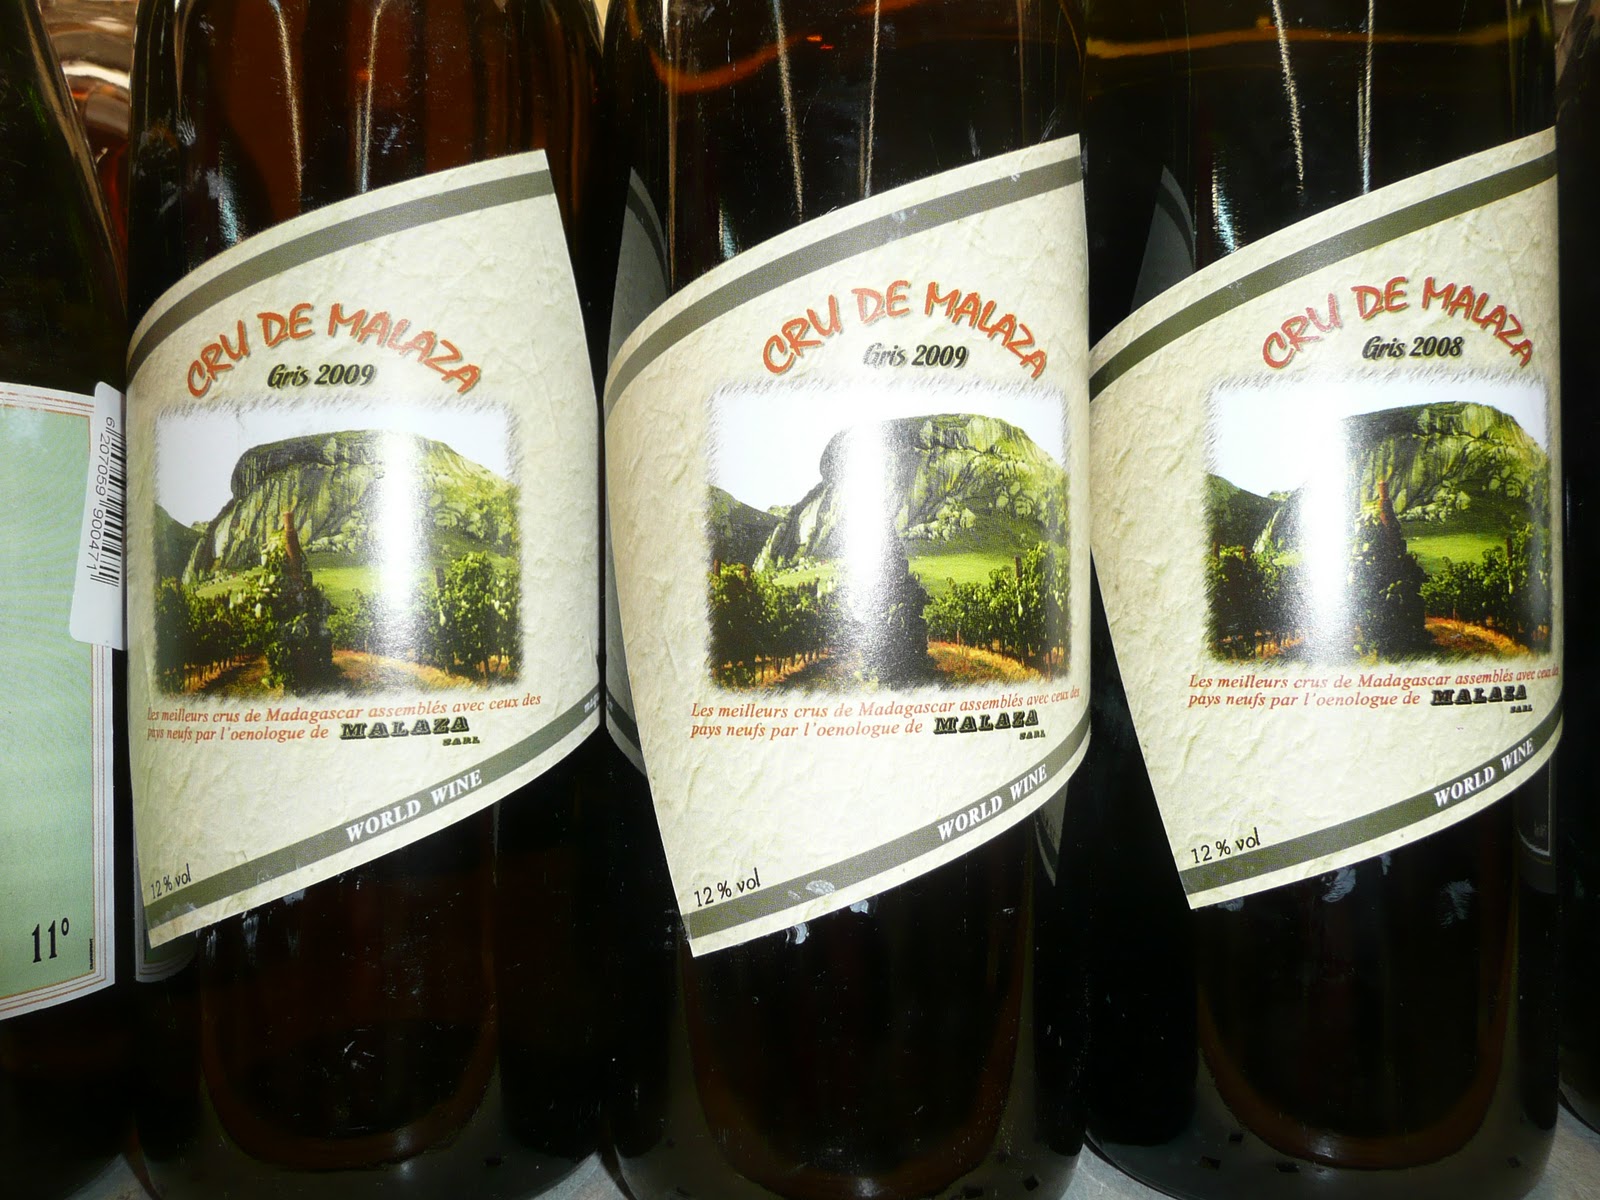 11°
6 207059 900471
CRU DE MALAZA
Gris 2009
Les meilleurs crus de Madagascar assemblés avec ceux des
pays neufs par l'oenologue de MALAZA
SARL
WORLD WINE
12 % vol
CRU DE MALAZA
Gris 2009
Les meilleurs crus de Madagascar assemblés avec ceux des
pays neufs par l'oenologue de MALAZA
SARL
WORLD WINE
12 % vol
CRU DE MALAZA
Gris 2008
Les meilleurs crus de Madagascar assemblés avec ceux des
pays neufs par l'oenologue de MALAZA
SARL
WORLD WINE
12 % vol